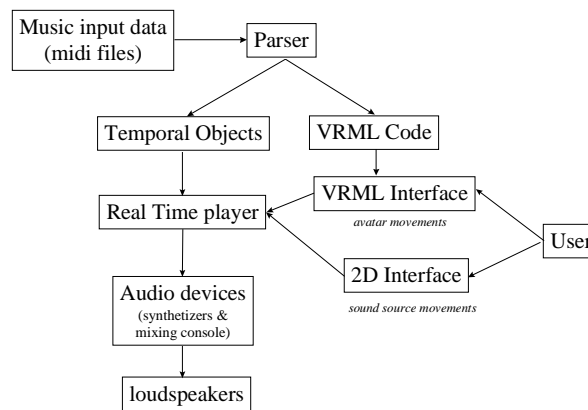 Music input data
(midi files)
Parser
Temporal Objects
VRML Code
VRML Interface
avatar movements
Real Time player
User
2D Interface
sound source movements
Audio devices
(synthetizers &
mixing console)
loudspeakers